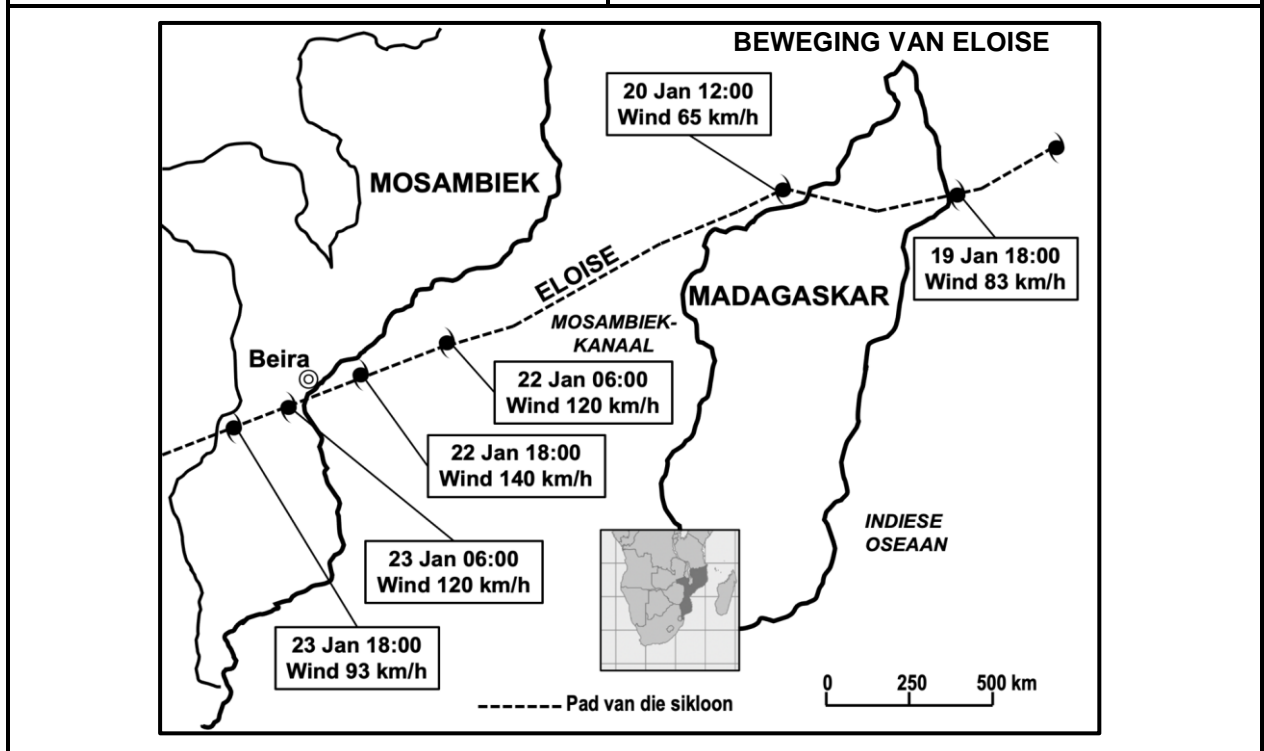 BEWEGING VAN ELOISE
20 Jan 12:00
Wind 65 km/h
MOSAMBIEK
19 Jan 18:00
Wind 83 km/h
ELOISE
MADAGASKAR
MOSAMBIEK-
KANAAL
Beira
22 Jan 06:00
Wind 120 km/h
22 Jan 18:00
Wind 140 km/h
INDIESE
OSEAAN
23 Jan 06:00
Wind 120 km/h
23 Jan 18:00
Wind 93 km/h
0 250 500 km
Pad van die sikloon